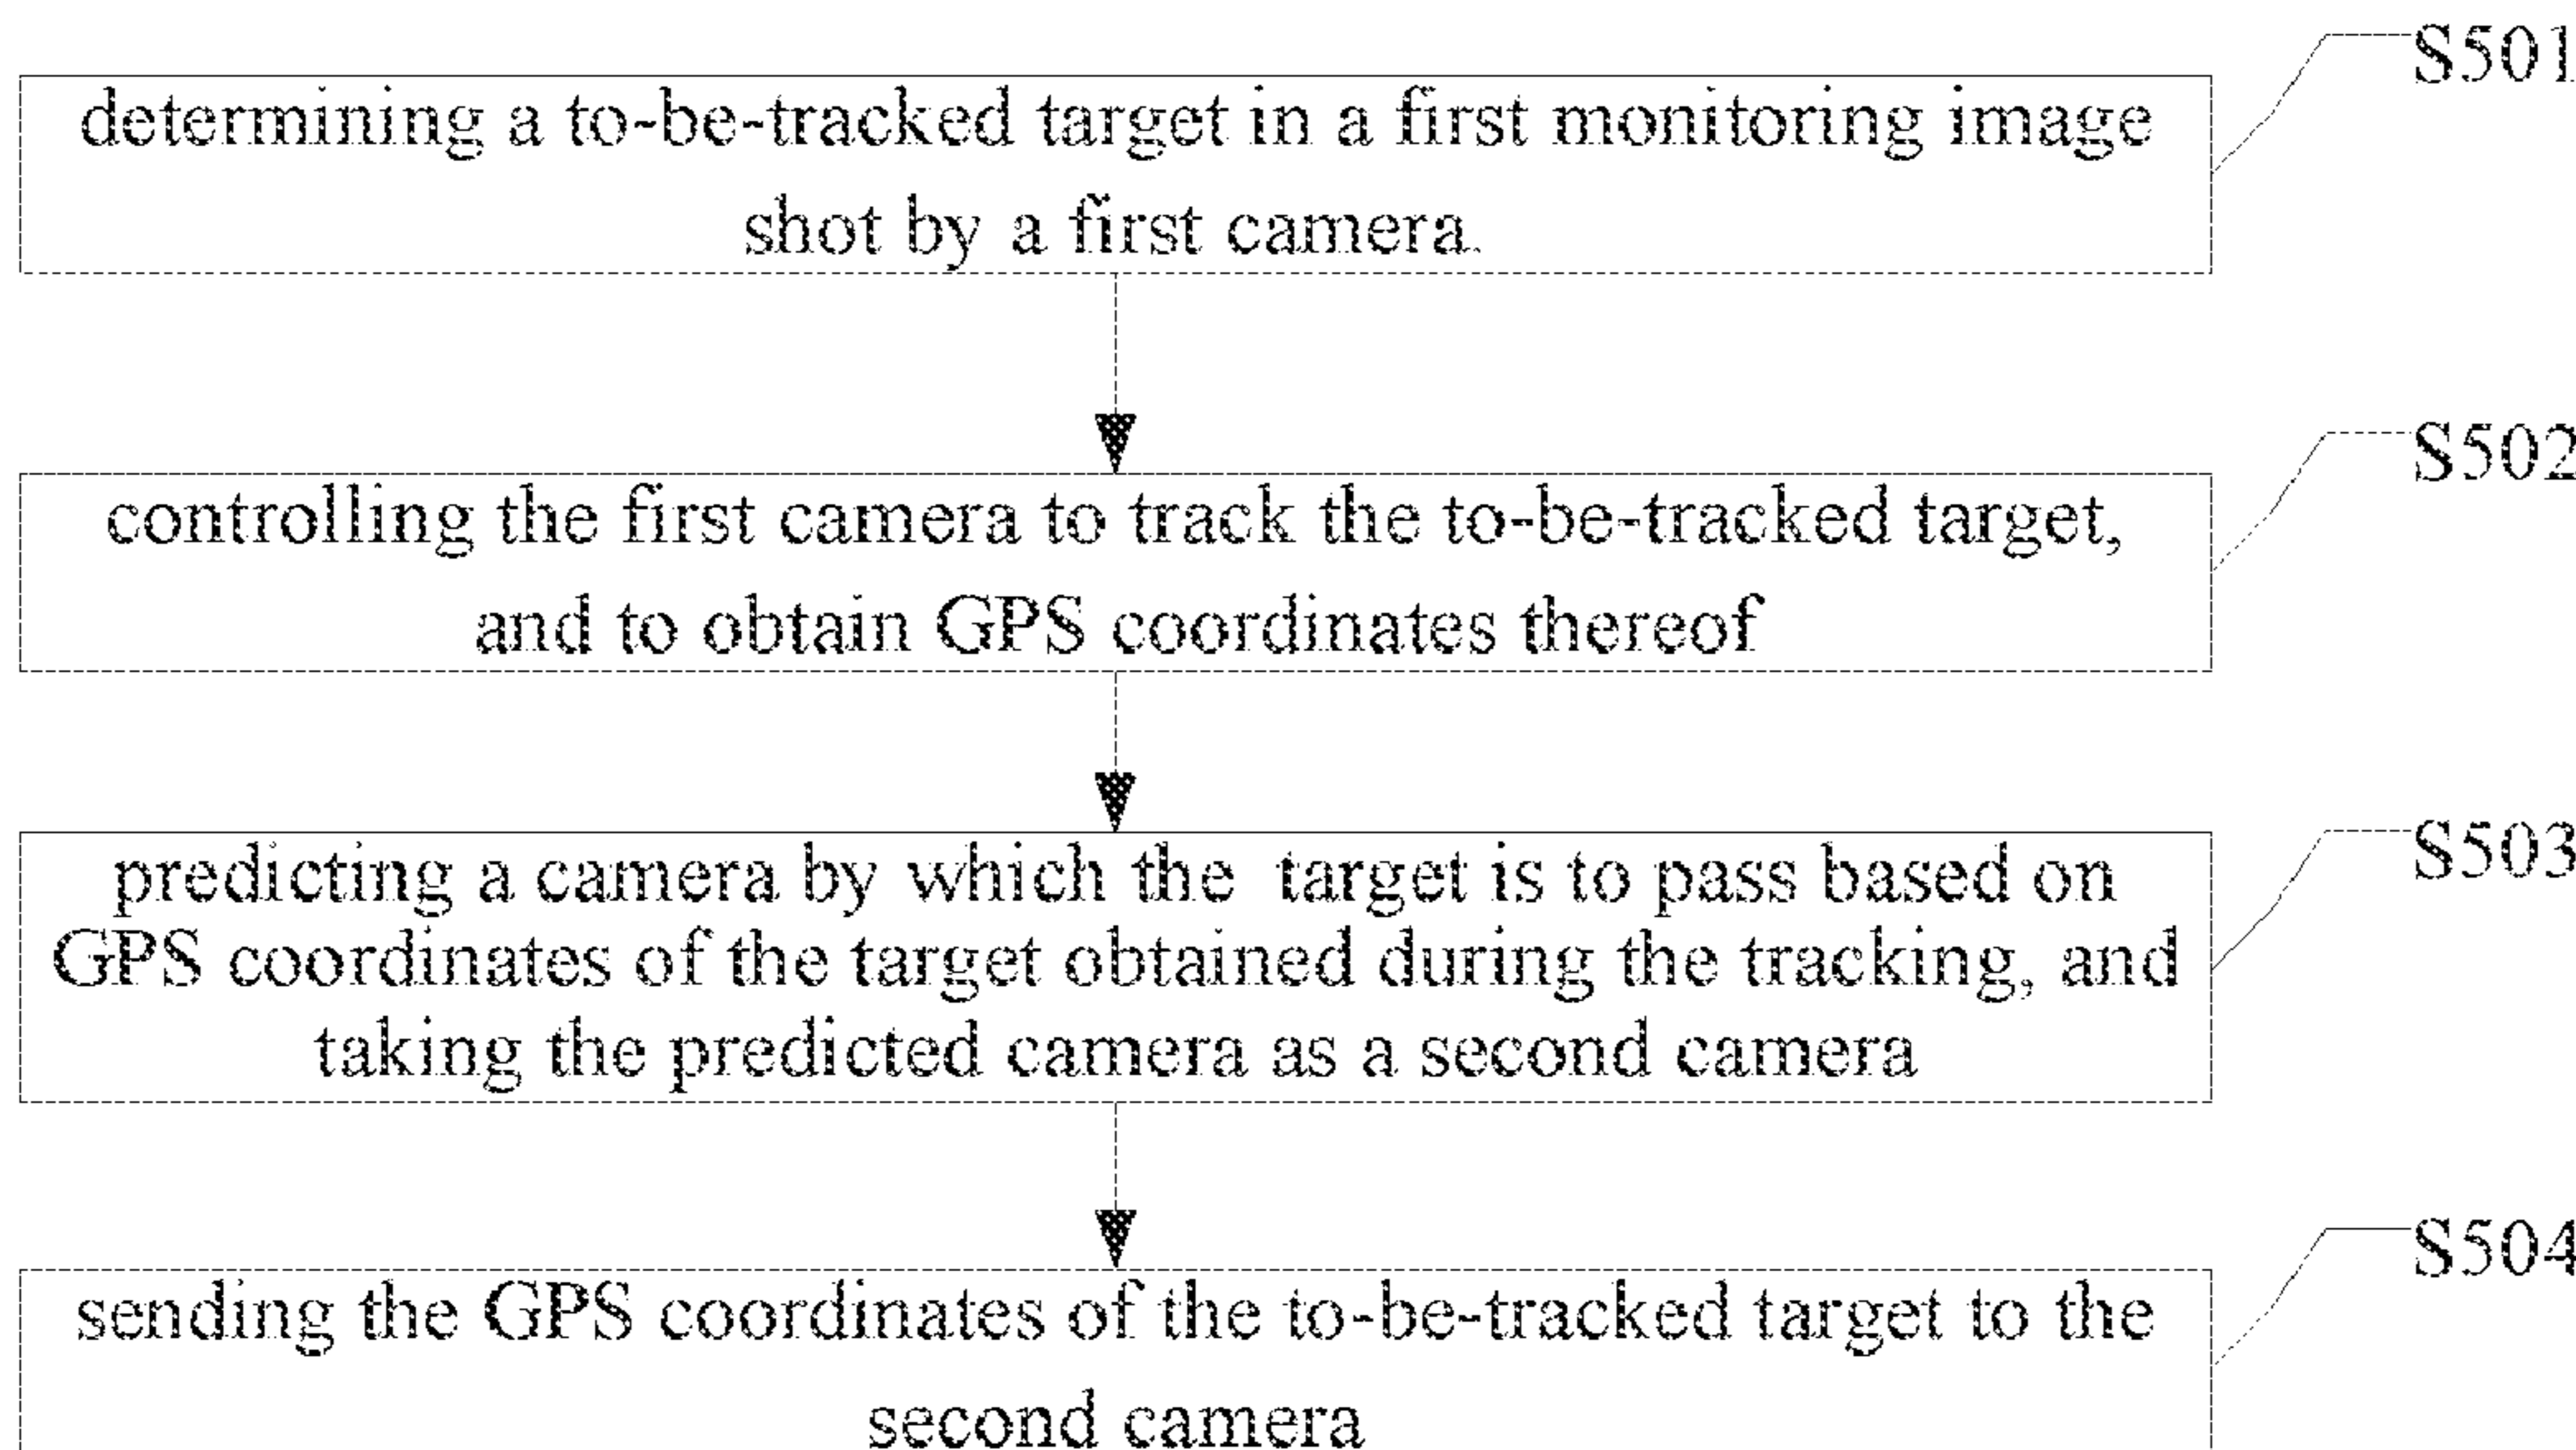 S501
determining a to-be-tracked target in a first monitoring image
shot by a first camera.
S502
controlling the first camera to track the to-be-tracked target,
and to obtain GPS coordinates thereof
S503
predicting a camera by which the target is to pass based on
GPS coordinates of the target obtained during the tracking, and
taking the predicted camera as a second camera
S504
sending the GPS coordinates of the to-be-tracked target to the
second camera